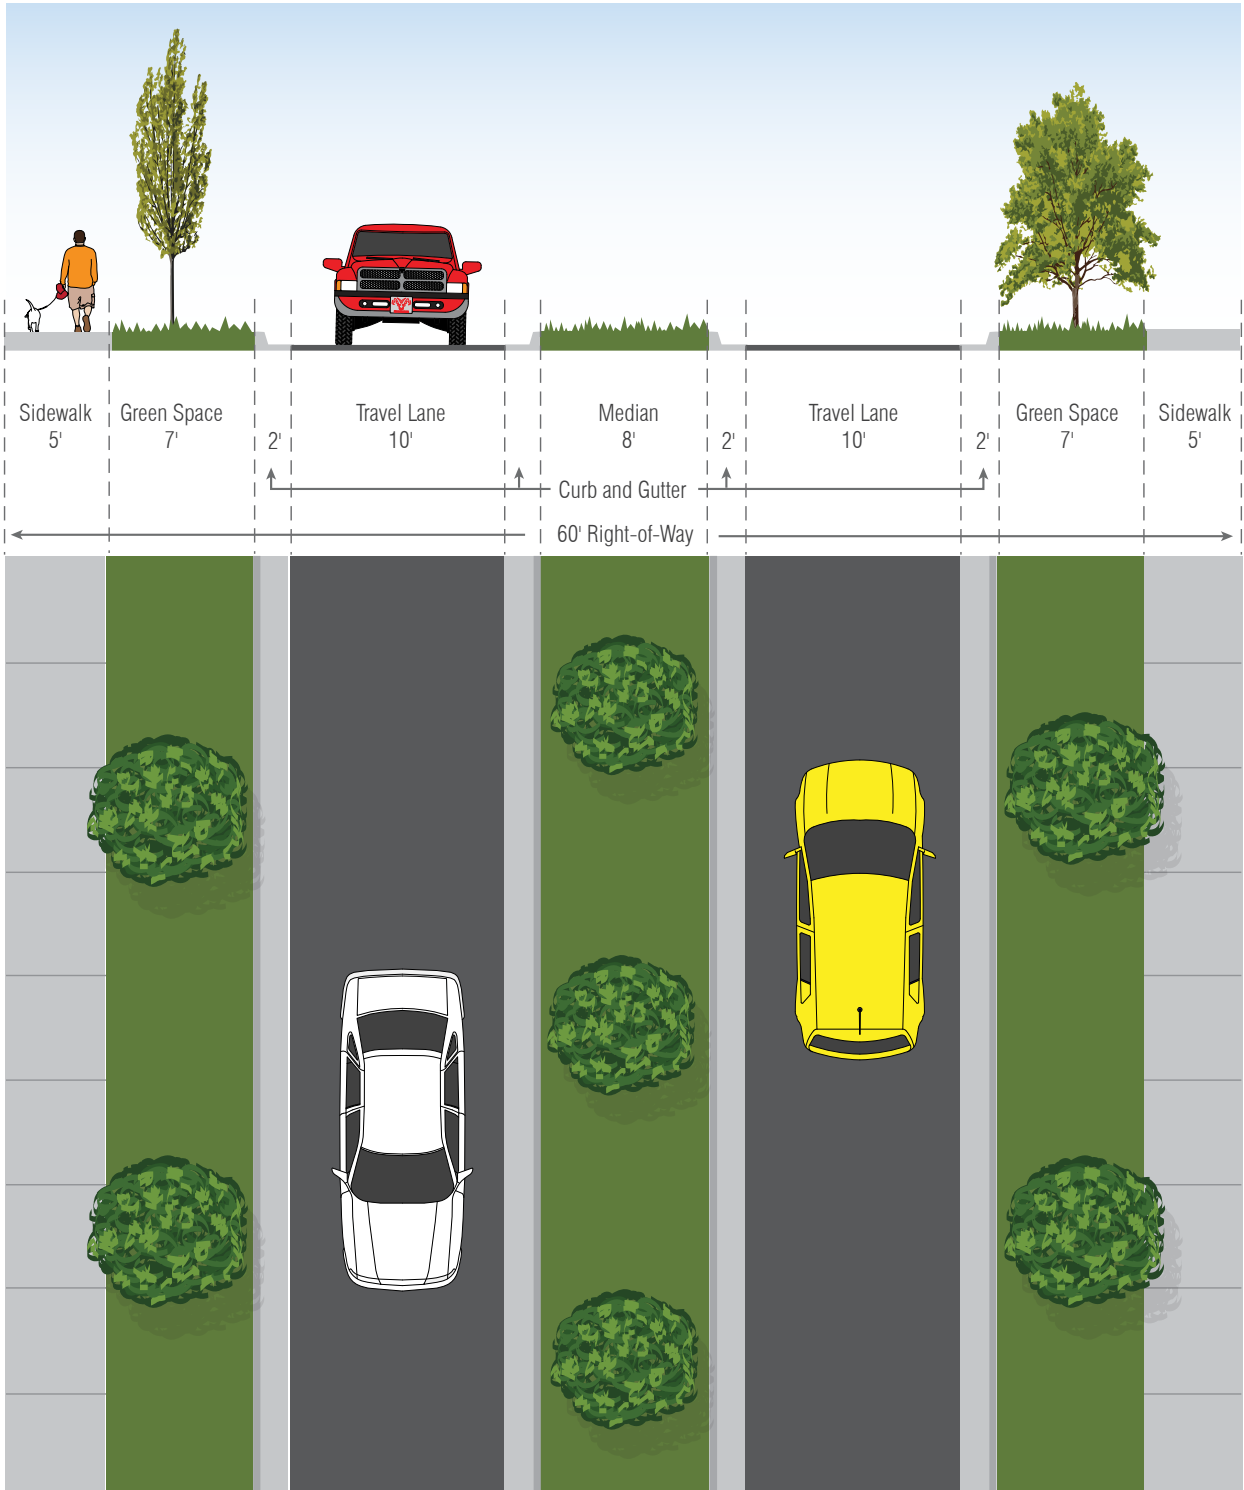 Sidewalk Green Space Travel Lane Median Travel Lane Green Space Sidewalk
5' 7' 2' 10' 8' 2' 10' 2' 7' 5'
Curb and Gutter
60' Right-of-Way